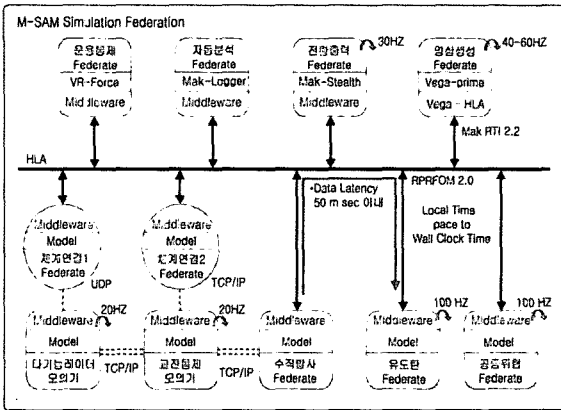 M-SAM Simulation Federation
운용통제
Federate
VR-Force
Middleware
자동분석
Federate
Mak-Logger
Middleware
30HZ
전황출력
Federate
Mak-Stealth
Middleware
40-60HZ
영상생성
Federate
Vega-prime
Vega - HLA
Mak RTI 2.2
HLA
•Data Latency
50 m sec 이내
RPRFOM 2.0
Local Time
pace to
Wall Clock Time
Middleware
Model
체계연결1
Federate
UDP
Middleware
Model
체계연결2
Federate
TCP/IP
20HZ
Middleware
Model
다기능레이더
모의기
TCP/IP
20HZ
Middleware
Model
교전통제
모의기
TCP/IP
Middleware
Model
수직발사
Federate
100 HZ
Middleware
Model
유도탄
Federate
100 HZ
Middleware
Model
공중위협
Federate